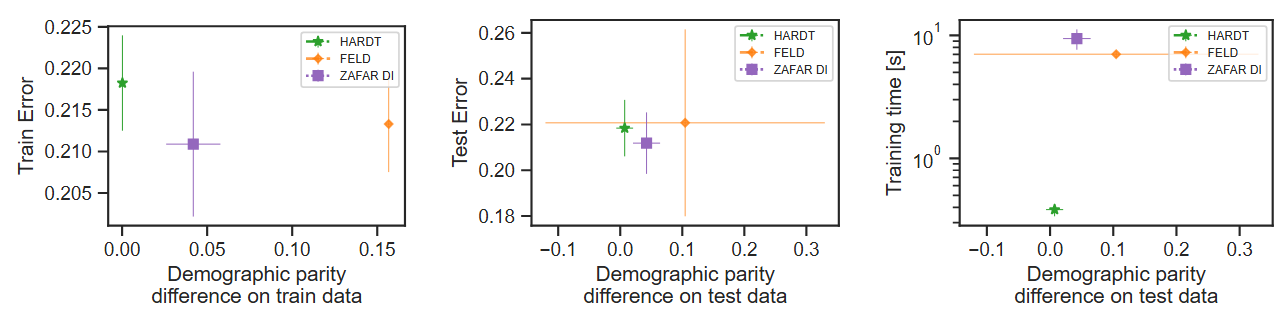 0.225
0.220
0.215
0.210
0.205
Train Error
0.00
0.05
0.10
0.15
Demographic parity
difference on train data
HARDT
FELD
ZAFAR DI
0.26
0.24
0.22
0.20
0.18
Test Error
−0.1
0.0
0.1
0.2
0.3
Demographic parity
difference on test data
HARDT
FELD
ZAFAR DI
10¹
10⁰
Training time [s]
−0.1
0.0
0.1
0.2
0.3
Demographic parity
difference on test data
HARDT
FELD
ZAFAR DI